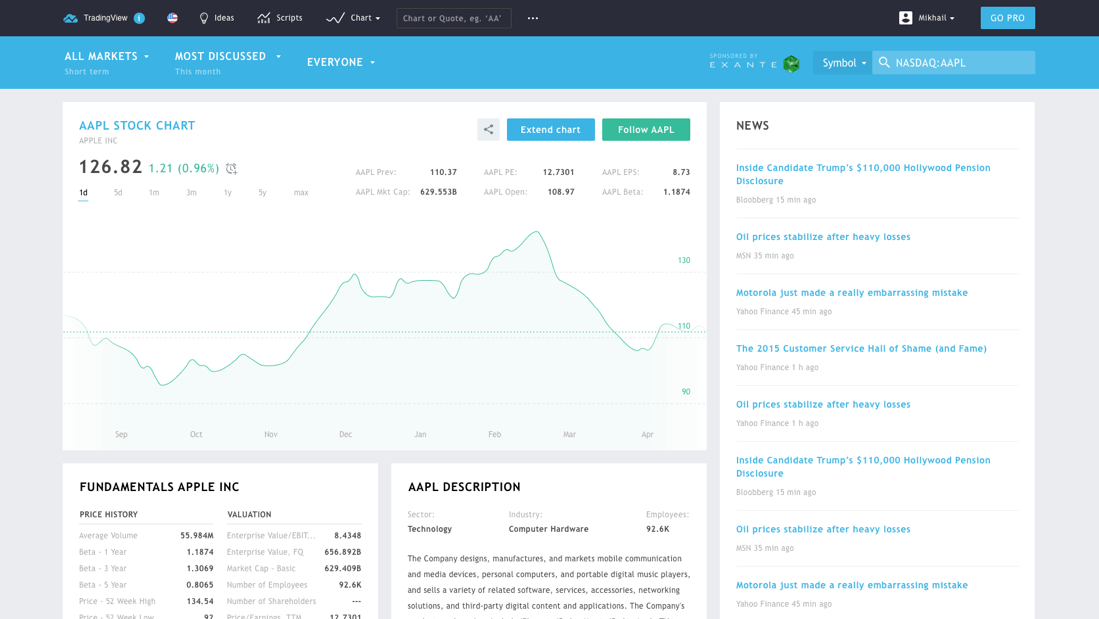 TradingView
Ideas
Scripts
Chart
Chart or Quote, eg. ‘AA’
Mikhail
GO PRO
ALL MARKETS
Short term
MOST DISCUSSED
This month
EVERYONE
SPONSORED BY
EXANTE
Symbol
NASDAQ:AAPL
AAPL STOCK CHART
APPLE INC
Extend chart
Follow AAPL
126.82 1.21 (0.96%)
1d 5d 1m 3m 1y 5y max
AAPL Prev: 110.37 AAPL PE: 12.7301 AAPL EPS: 8.73
AAPL Mkt Cap: 629.553B AAPL Open: 108.97 AAPL Beta: 1.1874
130
110
90
Sep Oct Nov Dec Jan Feb Mar Apr
FUNDAMENTALS APPLE INC
PRICE HISTORY
Average Volume 55.984M
Beta - 1 Year 1.1874
Beta - 3 Year 1.3069
Beta - 5 Year 0.8065
Price - 52 Week High 134.54
Price - 52 Week Low 92
VALUATION
Enterprise Value/EBIT... 8.4348
Enterprise Value, FQ 656.892B
Market Cap - Basic 629.409B
Number of Employees 92.6K
Number of Shareholders ---
Price/Earnings, TTM 12.7301
AAPL DESCRIPTION
Sector: Industry: Employees:
Technology Computer Hardware 92.6K
The Company designs, manufactures, and markets mobile communication
and media devices, personal computers, and portable digital music players,
and sells a variety of related software, services, accessories, networking
solutions, and third-party digital content and applications. The Company's
NEWS
Inside Candidate Trump’s $110,000 Hollywood Pension
Disclosure
Bloobberg 15 min ago
Oil prices stabilize after heavy losses
MSN 35 min ago
Motorola just made a really embarrassing mistake
Yahoo Finance 45 min ago
The 2015 Customer Service Hall of Shame (and Fame)
Yahoo Finance 1 h ago
Oil prices stabilize after heavy losses
Yahoo Finance 1 h ago
Inside Candidate Trump’s $110,000 Hollywood Pension
Disclosure
Bloobberg 15 min ago
Oil prices stabilize after heavy losses
MSN 35 min ago
Motorola just made a really embarrassing mistake
Yahoo Finance 45 min ago